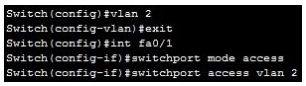 Switch(config)#vlan 2
Switch(config-vlan)#exit
Switch(config)#int fa0/1
Switch(config-if)#switchport mode access
Switch(config-if)#switchport access vlan 2